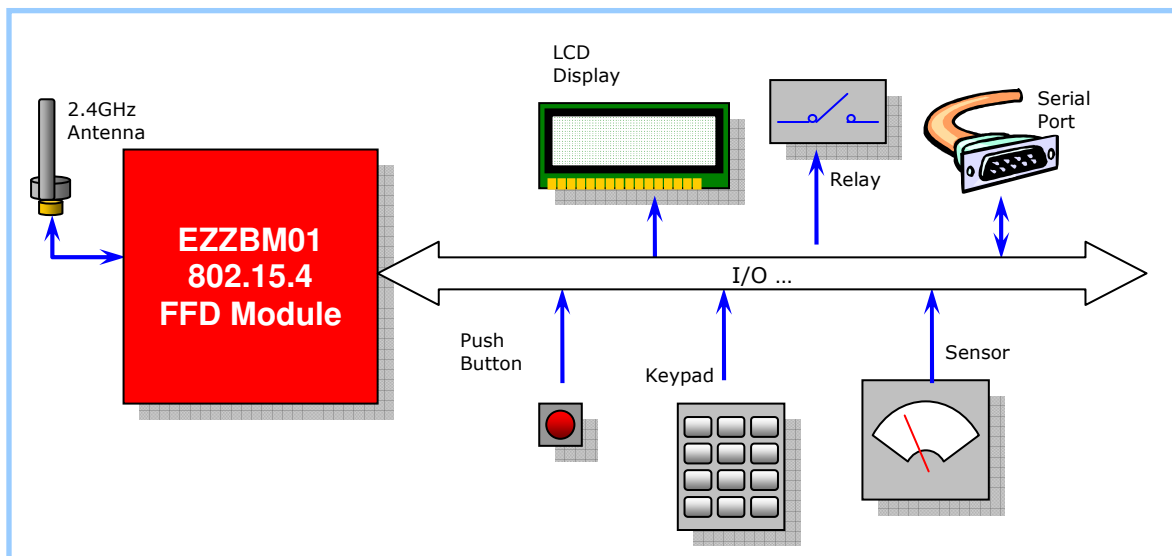 LCD
Display
2.4GHz
Antenna
Serial
Port
Relay
EZZBM01
802.15.4
FFD Module
I/O ...
Push
Button
Keypad
Sensor